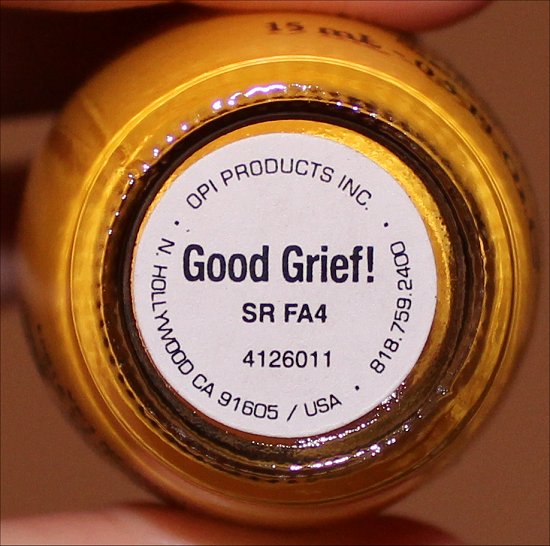 15 mL
OPI PRODUCTS INC.
Good Grief!
SR FA4
4126011
N. HOLLYWOOD CA 91605 / USA · 818.759.2400